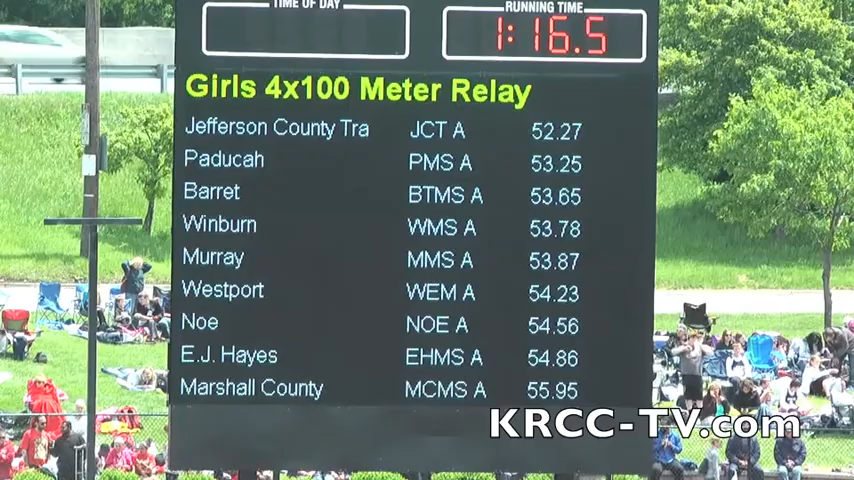 TIME OF DAY
RUNNING TIME
1:16.5
Girls 4x100 Meter Relay
Jefferson County Tra JCT A 52.27
Paducah PMS A 53.25
Barret BTMS A 53.65
Winburn WMS A 53.78
Murray MMS A 53.87
Westport WEM A 54.23
Noe NOE A 54.56
E.J. Hayes EHMS A 54.86
Marshall County MCMS A 55.95
KRCC-TV.com